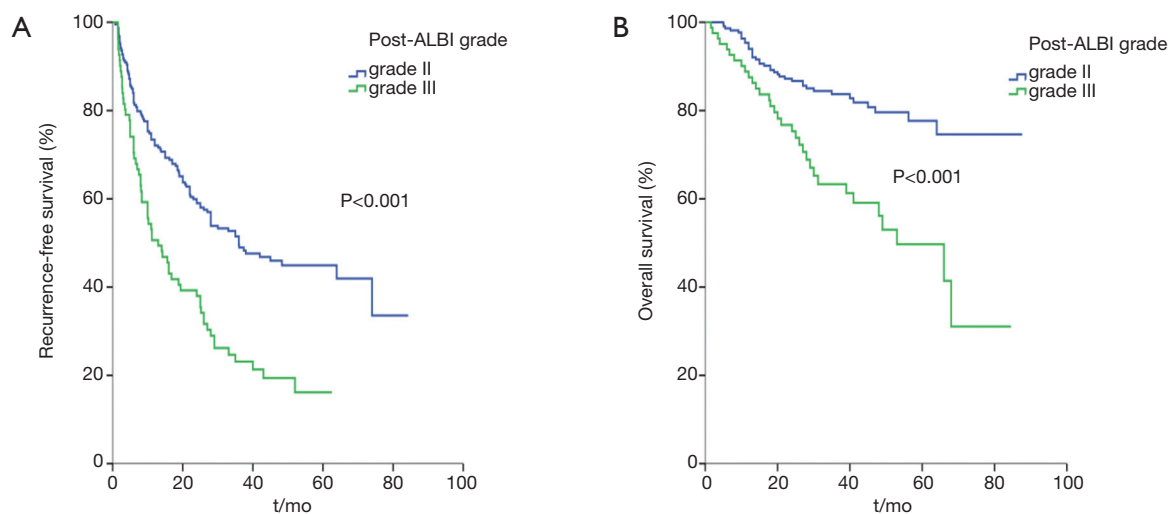 A
Post-ALBI grade
grade II
grade III
P<0.001
Recurrence-free survival (%)
100
80
60
40
20
0
0 20 40 60 80 100
t/mo
B
Post-ALBI grade
grade II
grade III
P<0.001
Overall survival (%)
100
80
60
40
20
0
0 20 40 60 80 100
t/mo